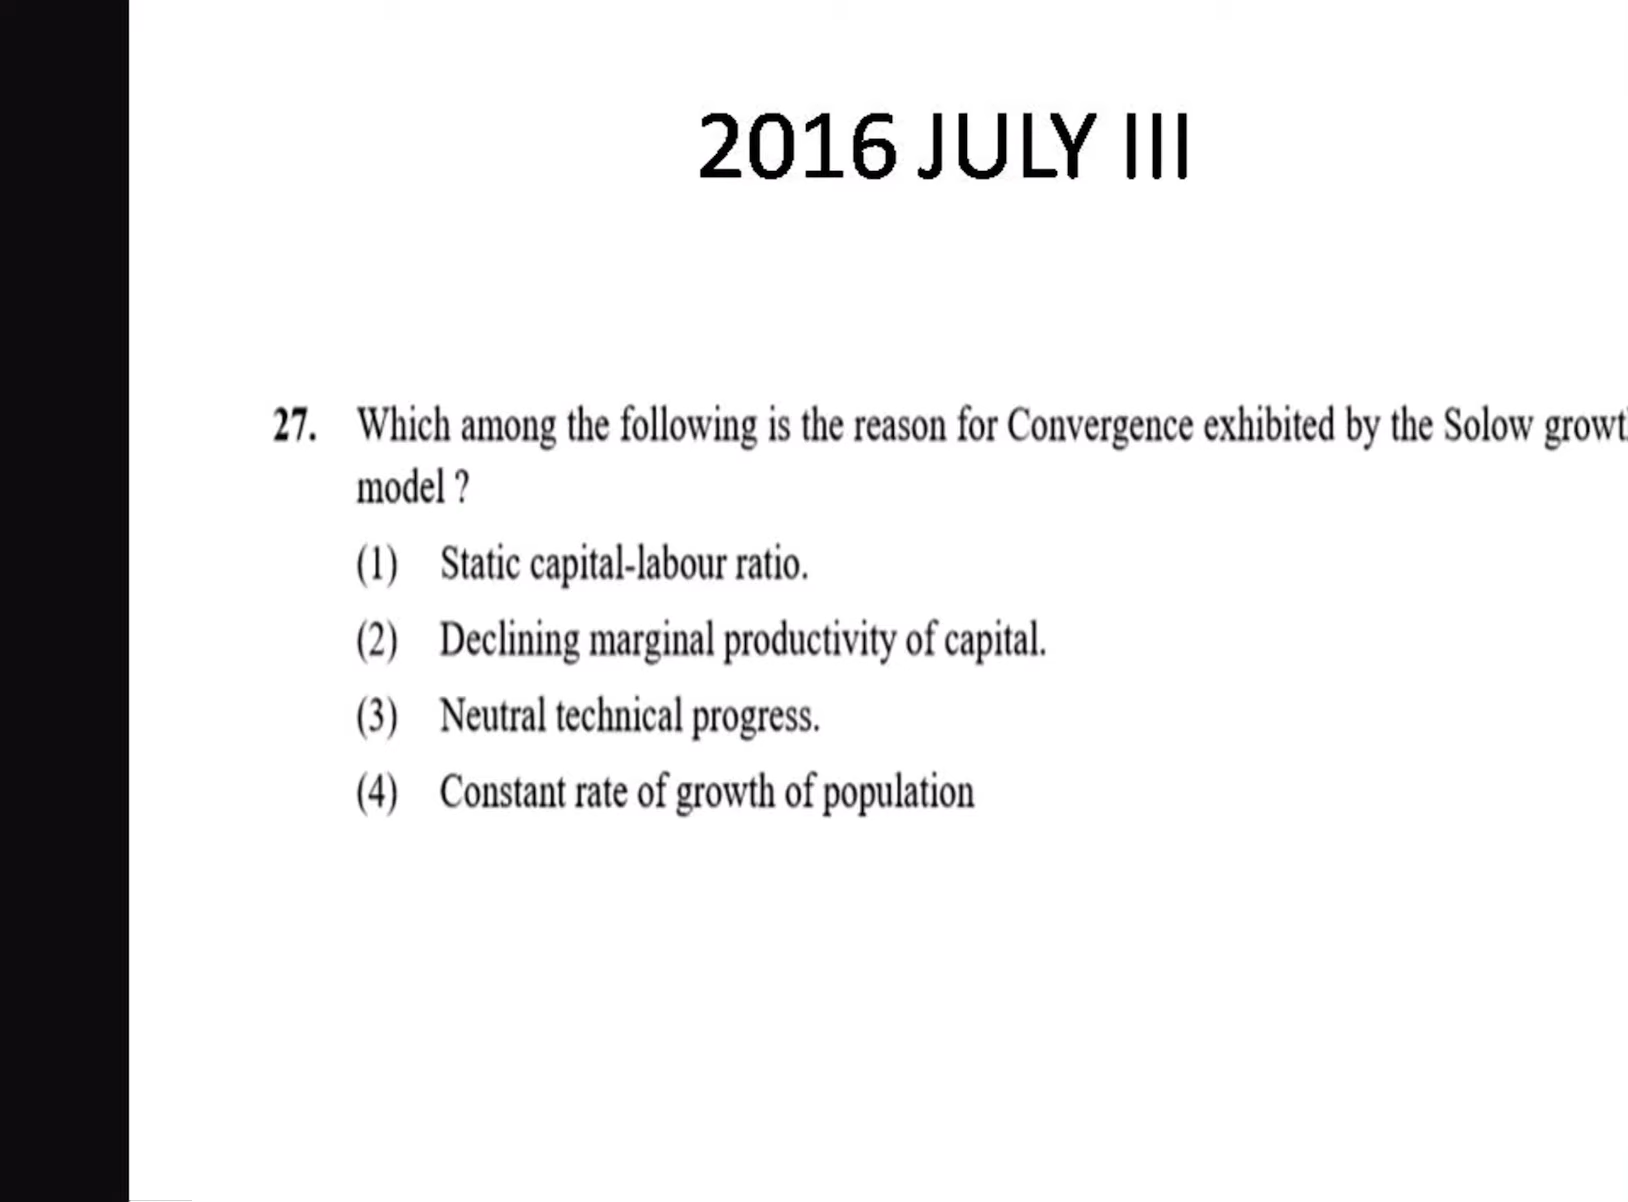 2016 JULY III
27. Which among the following is the reason for Convergence exhibited by the Solow growt
model ?
(1) Static capital-labour ratio.
(2) Declining marginal productivity of capital.
(3) Neutral technical progress.
(4) Constant rate of growth of population